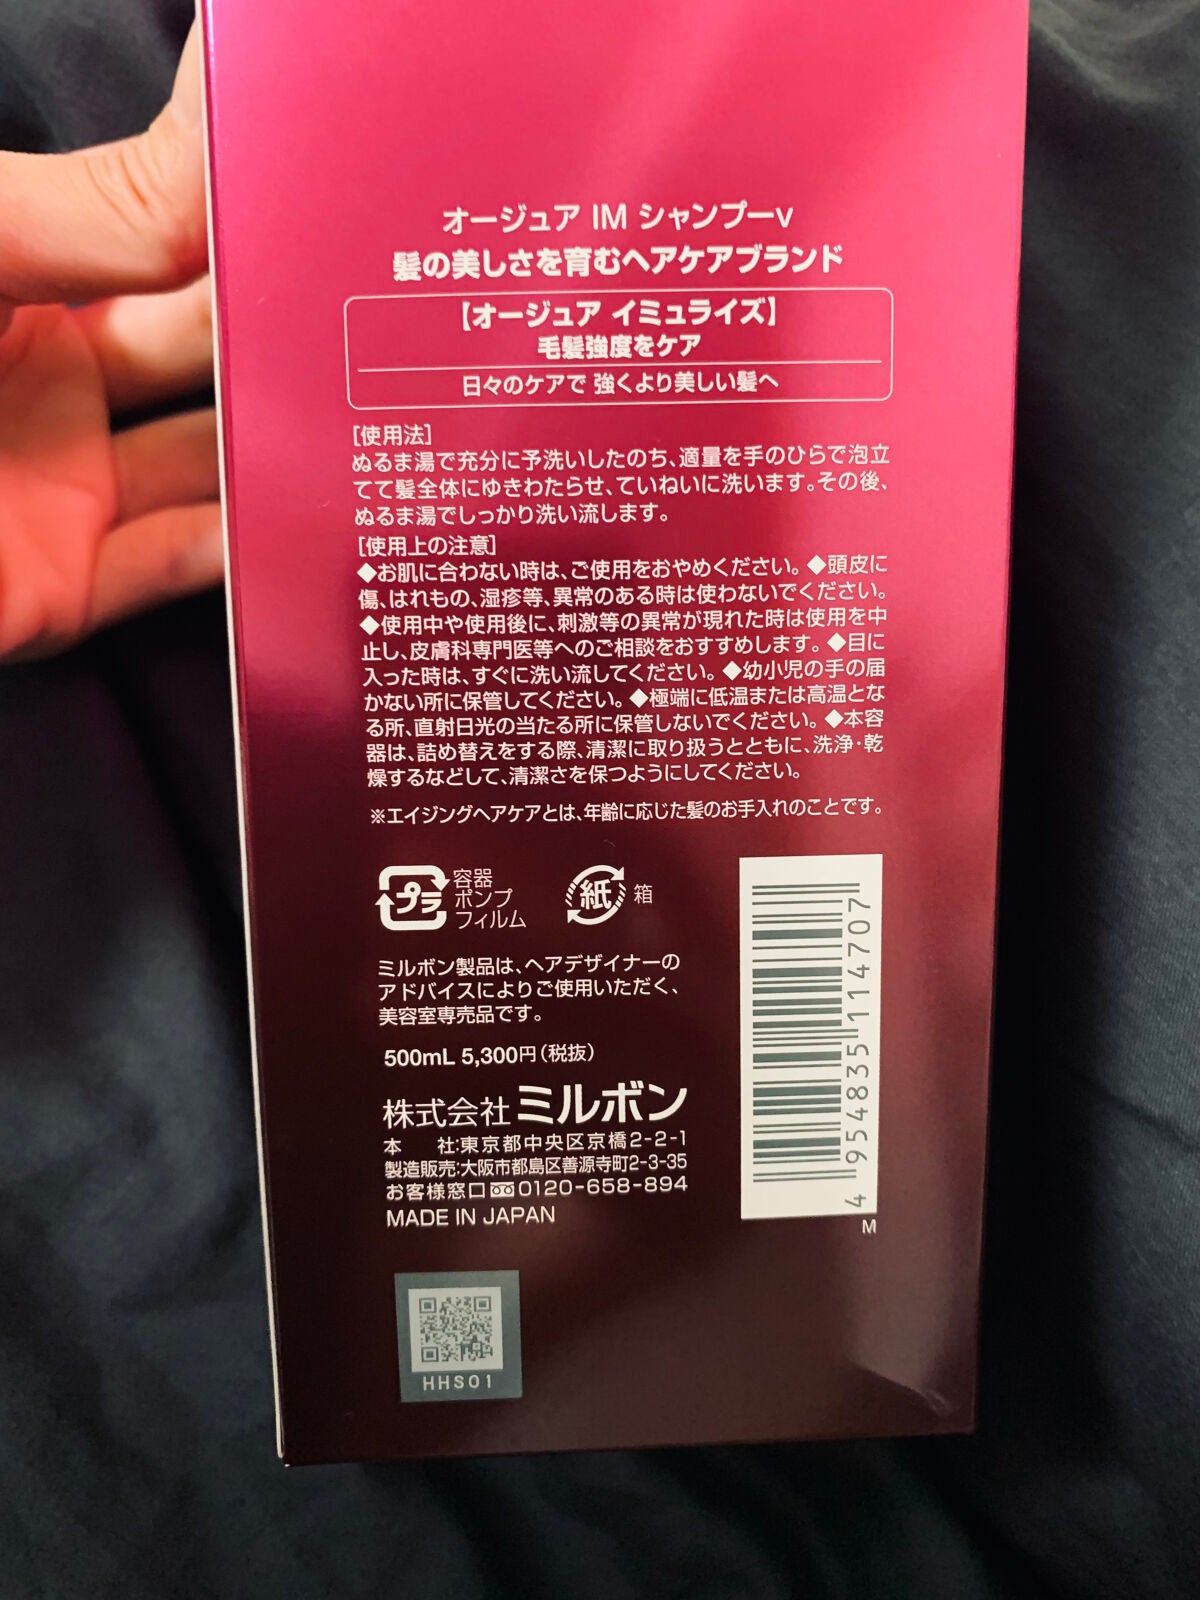 オージュア IM シャンプーv
髪の美しさを育むヘアケアブランド
【オージュア イミュライズ】
毛髪強度をケア
日々のケアで 強くより美しい髪へ
[使用法]
ぬるま湯で充分に予洗いしたのち、適量を手のひらで泡立
てて髪全体にゆきわたらせ、ていねいに洗います。その後、
ぬるま湯でしっかり洗い流します。
[使用上の注意]
◆お肌に合わない時は、ご使用をおやめください。◆頭皮に
傷、はれもの、湿疹等、異常のある時は使わないでください。
◆使用中や使用後に、刺激等の異常が現れた時は使用を中
止し、皮膚科専門医等へのご相談をおすすめします。◆目に
入った時は、すぐに洗い流してください。◆幼小児の手の届
かない所に保管してください。◆極端に低温または高温とな
る所、直射日光の当たる所に保管しないでください。◆本容
器は、詰め替えをする際、清潔に取り扱うとともに、洗浄・乾
燥するなどして、清潔さを保つようにしてください。
※エイジングヘアケアとは、年齢に応じた髪のお手入れのことです。
プラ
容器
ポンプ
フィルム
紙
箱
ミルボン製品は、ヘアデザイナーの
アドバイスによりご使用いただく、
美容室専売品です。
500mL 5,300円（税抜）
株式会社 ミルボン
本 社:東京都中央区京橋2-2-1
製造販売:大阪市都島区善源寺町2-3-35
お客様窓口 0120-658-894
MADE IN JAPAN
4 954835 114707
M
HHS01